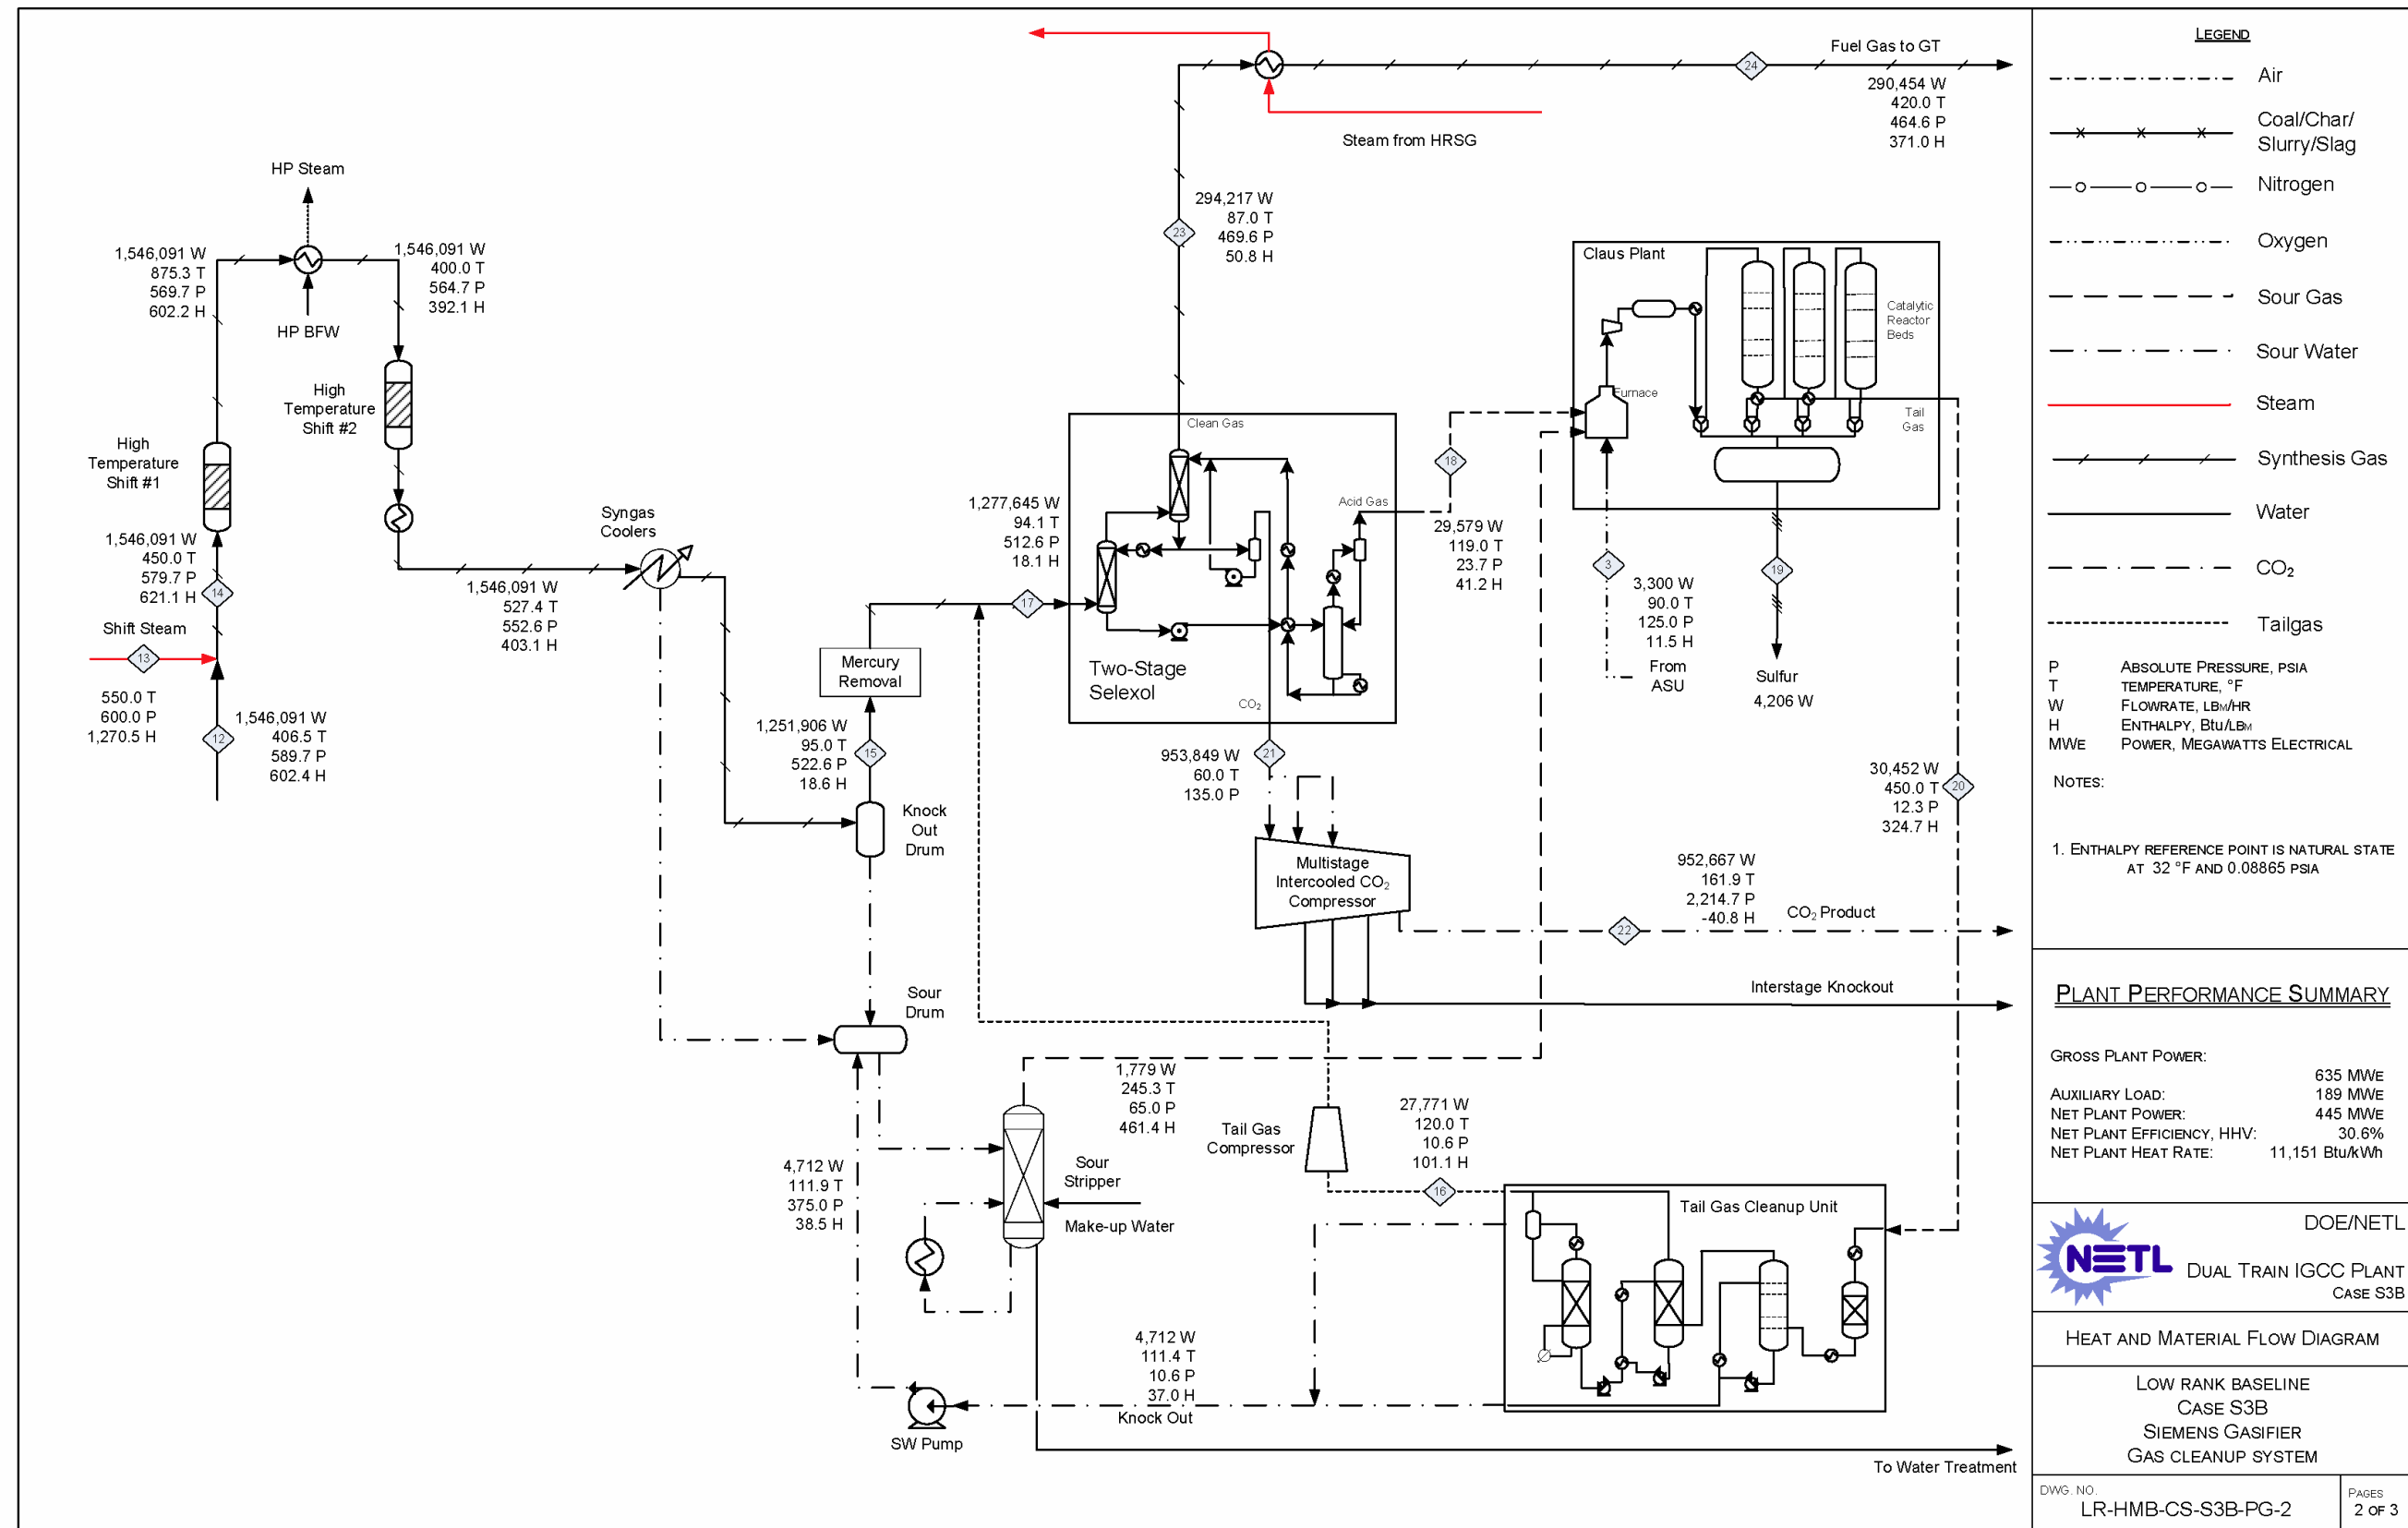 Fuel Gas to GT
24
290,454 W
420.0 T
464.6 P
371.0 H
Steam from HRSG
HP Steam
HP BFW
1,546,091 W
875.3 T
569.7 P
602.2 H
1,546,091 W
400.0 T
564.7 P
392.1 H
High
Temperature
Shift #2
High
Temperature
Shift #1
1,546,091 W
450.0 T
579.7 P
621.1 H
14
Shift Steam
13
550.0 T
600.0 P
1,270.5 H
12
1,546,091 W
406.5 T
589.7 P
602.4 H
Syngas
Coolers
1,546,091 W
527.4 T
552.6 P
403.1 H
Mercury
Removal
1,251,906 W
95.0 T
522.6 P
18.6 H
15
Knock
Out
Drum
Sour
Drum
294,217 W
87.0 T
469.6 P
50.8 H
23
1,277,645 W
94.1 T
512.6 P
18.1 H
17
Clean Gas
Acid Gas
Two-Stage
Selexol
CO₂
18
29,579 W
119.0 T
23.7 P
41.2 H
Claus Plant
Furnace
Catalytic
Reactor
Beds
Tail
Gas
3
3,300 W
90.0 T
125.0 P
11.5 H
From
ASU
19
Sulfur
4,206 W
953,849 W
60.0 T
135.0 P
21
Multistage
Intercooled CO₂
Compressor
30,452 W
450.0 T
12.3 P
324.7 H
20
952,667 W
161.9 T
2,214.7 P
-40.8 H
CO₂ Product
22
Interstage Knockout
1,779 W
245.3 T
65.0 P
461.4 H
Tail Gas
Compressor
27,771 W
120.0 T
10.6 P
101.1 H
16
Tail Gas Cleanup Unit
Sour
Stripper
Make-up Water
4,712 W
111.9 T
375.0 P
38.5 H
4,712 W
111.4 T
10.6 P
37.0 H
Knock Out
SW Pump
To Water Treatment
LEGEND
Air
Coal/Char/
Slurry/Slag
Nitrogen
Oxygen
Sour Gas
Sour Water
Steam
Synthesis Gas
Water
CO₂
Tailgas
P ABSOLUTE PRESSURE, PSIA
T TEMPERATURE, °F
W FLOWRATE, LBM/HR
H ENTHALPY, Btu/LBM
MWE POWER, MEGAWATTS ELECTRICAL
NOTES:
1. ENTHALPY REFERENCE POINT IS NATURAL STATE
AT 32 °F AND 0.08865 PSIA
PLANT PERFORMANCE SUMMARY
GROSS PLANT POWER:
635 MWE
AUXILIARY LOAD: 189 MWE
NET PLANT POWER: 445 MWE
NET PLANT EFFICIENCY, HHV: 30.6%
NET PLANT HEAT RATE: 11,151 Btu/kWh
NETL
DOE/NETL
DUAL TRAIN IGCC PLANT
CASE S3B
HEAT AND MATERIAL FLOW DIAGRAM
LOW RANK BASELINE
CASE S3B
SIEMENS GASIFIER
GAS CLEANUP SYSTEM
DWG. NO.
LR-HMB-CS-S3B-PG-2
PAGES
2 OF 3